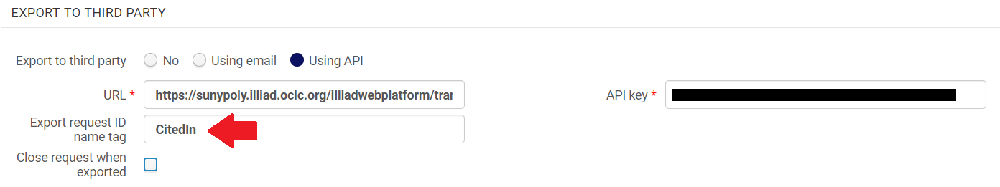 EXPORT TO THIRD PARTY
Export to third party No Using email Using API
URL * https://sunypoly.illiad.oclc.org/illiadwebplatform/tran API key *
Export request ID
name tag CitedIn
Close request when
exported